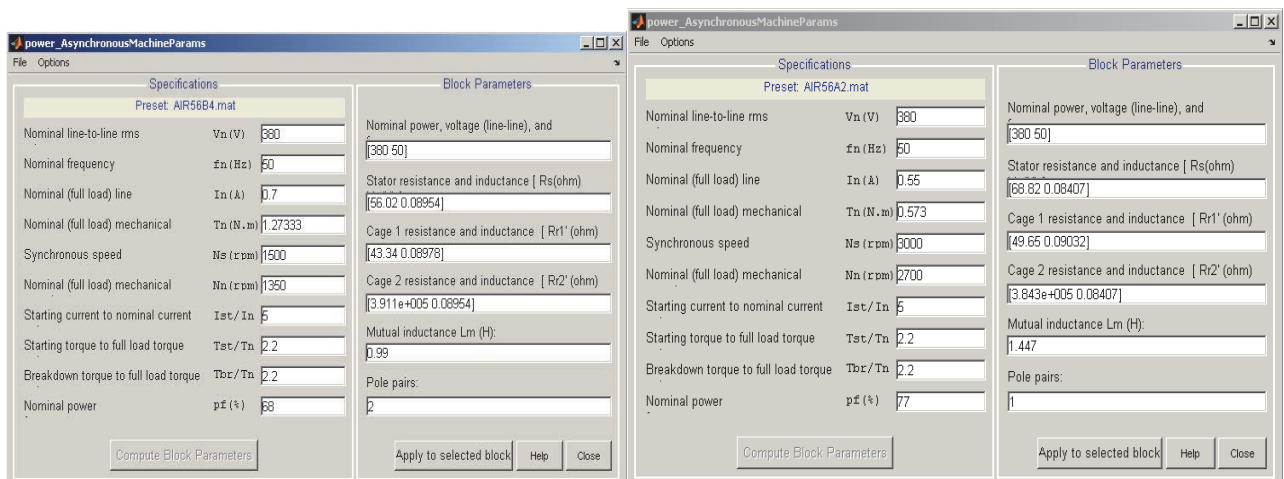 power_AsynchronousMachineParams
File Options
Specifications
Preset: AIR56B4.mat
Nominal line-to-line rms Vn(V) 380
Nominal frequency fn(Hz) 50
Nominal (full load) line In(A) 0.7
Nominal (full load) mechanical Tn(N.m) 1.27333
Synchronous speed Ns(rpm) 1500
Nominal (full load) mechanical Nn(rpm) 1350
Starting current to nominal current Ist/In 5
Starting torque to full load torque Tst/Tn 2.2
Breakdown torque to full load torque Tbr/Tn 2.2
Nominal power pf(%) 68
Compute Block Parameters
Block Parameters
Nominal power, voltage (line-line), and
[380 50]
Stator resistance and inductance [ Rs(ohm)
[56.02 0.08954]
Cage 1 resistance and inductance [ Rr1' (ohm)
[43.34 0.08978]
Cage 2 resistance and inductance [ Rr2' (ohm)
[3.911e+005 0.08954]
Mutual inductance Lm (H):
0.99
Pole pairs:
2
Apply to selected block Help Close
power_AsynchronousMachineParams
File Options
Specifications
Preset: AIR56A2.mat
Nominal line-to-line rms Vn(V) 380
Nominal frequency fn(Hz) 50
Nominal (full load) line In(A) 0.55
Nominal (full load) mechanical Tn(N.m) 0.573
Synchronous speed Ns(rpm) 3000
Nominal (full load) mechanical Nn(rpm) 2700
Starting current to nominal current Ist/In 5
Starting torque to full load torque Tst/Tn 2.2
Breakdown torque to full load torque Tbr/Tn 2.2
Nominal power pf(%) 77
Compute Block Parameters
Block Parameters
Nominal power, voltage (line-line), and
[380 50]
Stator resistance and inductance [ Rs(ohm)
[68.82 0.08407]
Cage 1 resistance and inductance [ Rr1' (ohm)
[49.65 0.09032]
Cage 2 resistance and inductance [ Rr2' (ohm)
[3.843e+005 0.08407]
Mutual inductance Lm (H):
1.447
Pole pairs:
1
Apply to selected block Help Close